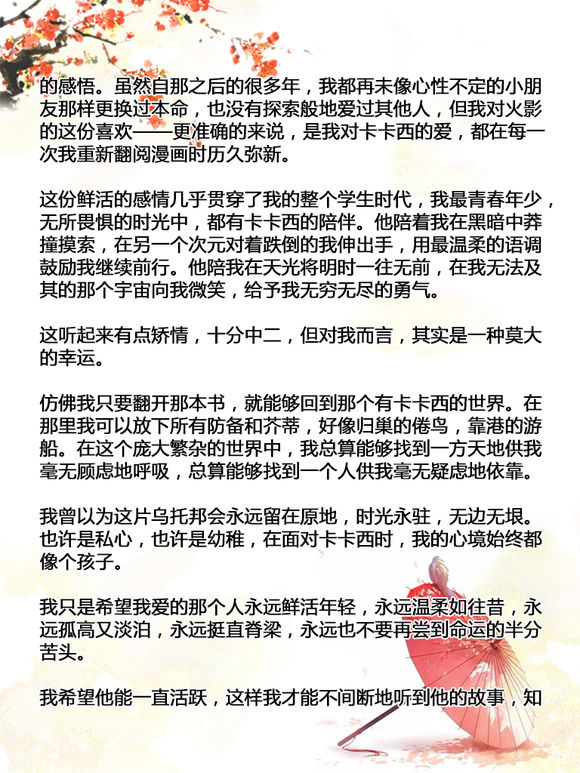 的感悟。虽然自那之后的很多年，我都再未像心性不定的小朋
友那样更换过本命，也没有探索般地爱过其他人，但我对火影
的这份喜欢——更准确的来说，是我对卡卡西的爱，都在每一
次我重新翻阅漫画时历久弥新。
这份鲜活的感情几乎贯穿了我的整个学生时代，我最青春年少，
无所畏惧的时光中，都有卡卡西的陪伴。他陪着我在黑暗中莽
撞摸索，在另一个次元对着跌倒的我伸出手，用最温柔的语调
鼓励我继续前行。他陪我在天光将明时一往无前，在我无法及
其的那个宇宙向我微笑，给予我无穷无尽的勇气。
这听起来有点矫情，十分中二，但对我而言，其实是一种莫大
的幸运。
仿佛我只要翻开那本书，就能够回到那个有卡卡西的世界。在
那里我可以放下所有防备和芥蒂，好像归巢的倦鸟，靠港的游
船。在这个庞大繁杂的世界中，我总算能够找到一方天地供我
毫无顾虑地呼吸，总算能够找到一个人供我毫无疑虑地依靠。
我曾以为这片乌托邦会永远留在原地，时光永驻，无边无垠。
也许是私心，也许是幼稚，在面对卡卡西时，我的心境始终都
像个孩子。
我只是希望我爱的那个人永远鲜活年轻，永远温柔如往昔，永
远孤高又淡泊，永远挺直脊梁，永远也不要再尝到命运的半分
苦头。
我希望他能一直活跃，这样我才能不间断地听到他的故事，知